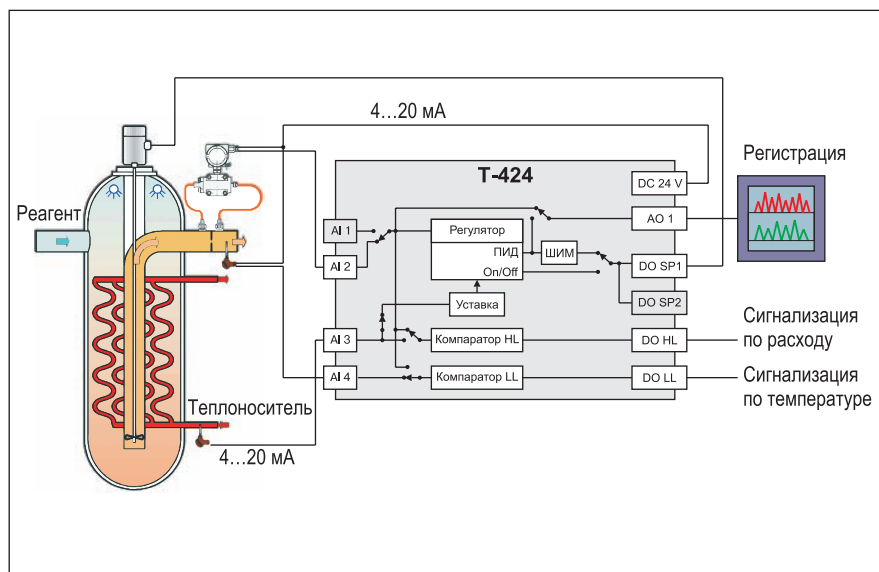 4...20 мА
Т-424
Регистрация
DC 24 V
Реагент
AI 1
Регулятор
AO 1
ПИД
ШИМ
AI 2
On/Off
DO SP1
Уставка
DO SP2
AI 3
Компаратор HL
DO HL
Сигнализация
по расходу
AI 4
Компаратор LL
DO LL
Сигнализация
по температуре
Теплоноситель
4...20 мА